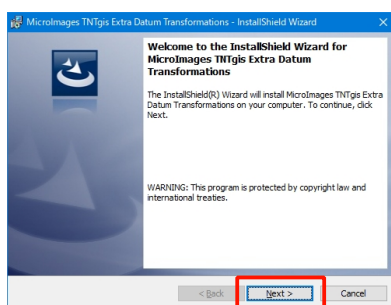 MicroImages TNTgis Extra Datum Transformations - InstallShield Wizard
Welcome to the InstallShield Wizard for
MicroImages TNTgis Extra Datum
Transformations
The InstallShield(R) Wizard will install MicroImages TNTgis Extra
Datum Transformations on your computer. To continue, click
Next.
WARNING: This program is protected by copyright law and
international treaties.
< Back Next > Cancel